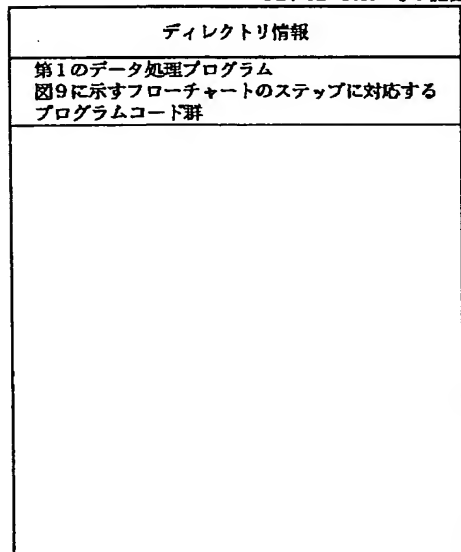 ディレクトリ情報
第1のデータ処理プログラム
図9に示すフローチャートのステップに対応する
プログラムコード群